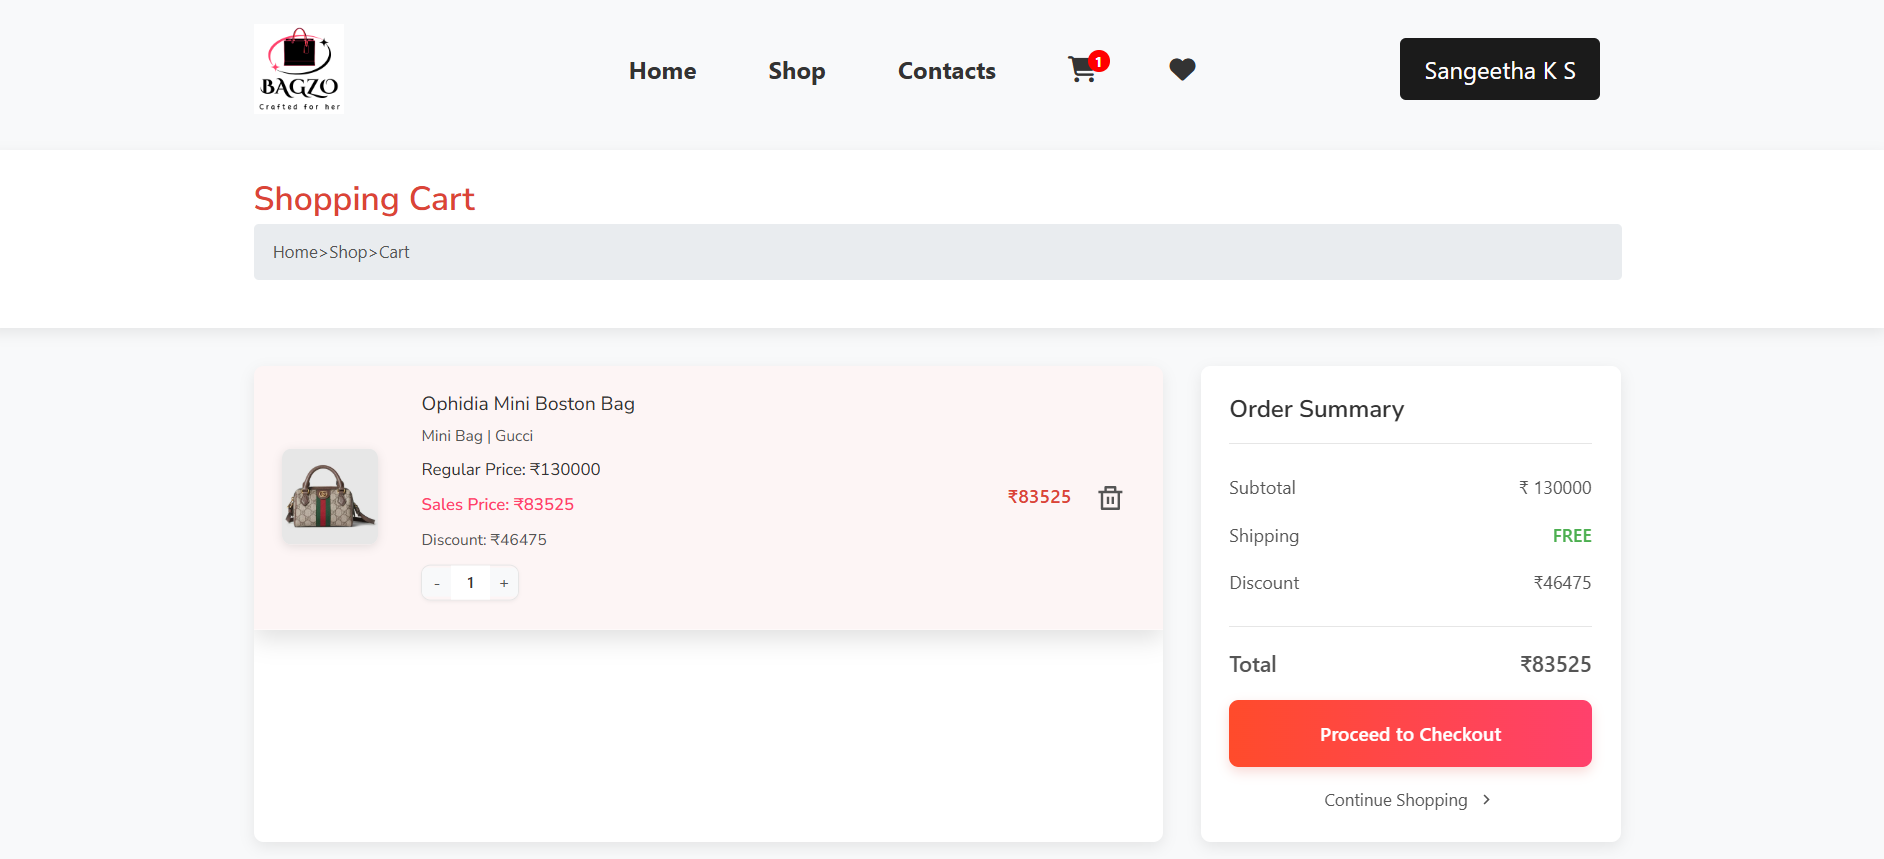 BAGZO
Crafted for her
Home
Shop
Contacts
1
Sangeetha K S
Shopping Cart
Home>Shop>Cart
Ophidia Mini Boston Bag
Mini Bag | Gucci
Regular Price: ₹130000
Sales Price: ₹83525
Discount: ₹46475
- 1 +
₹83525
Order Summary
Subtotal ₹ 130000
Shipping FREE
Discount ₹46475
Total ₹83525
Proceed to Checkout
Continue Shopping >